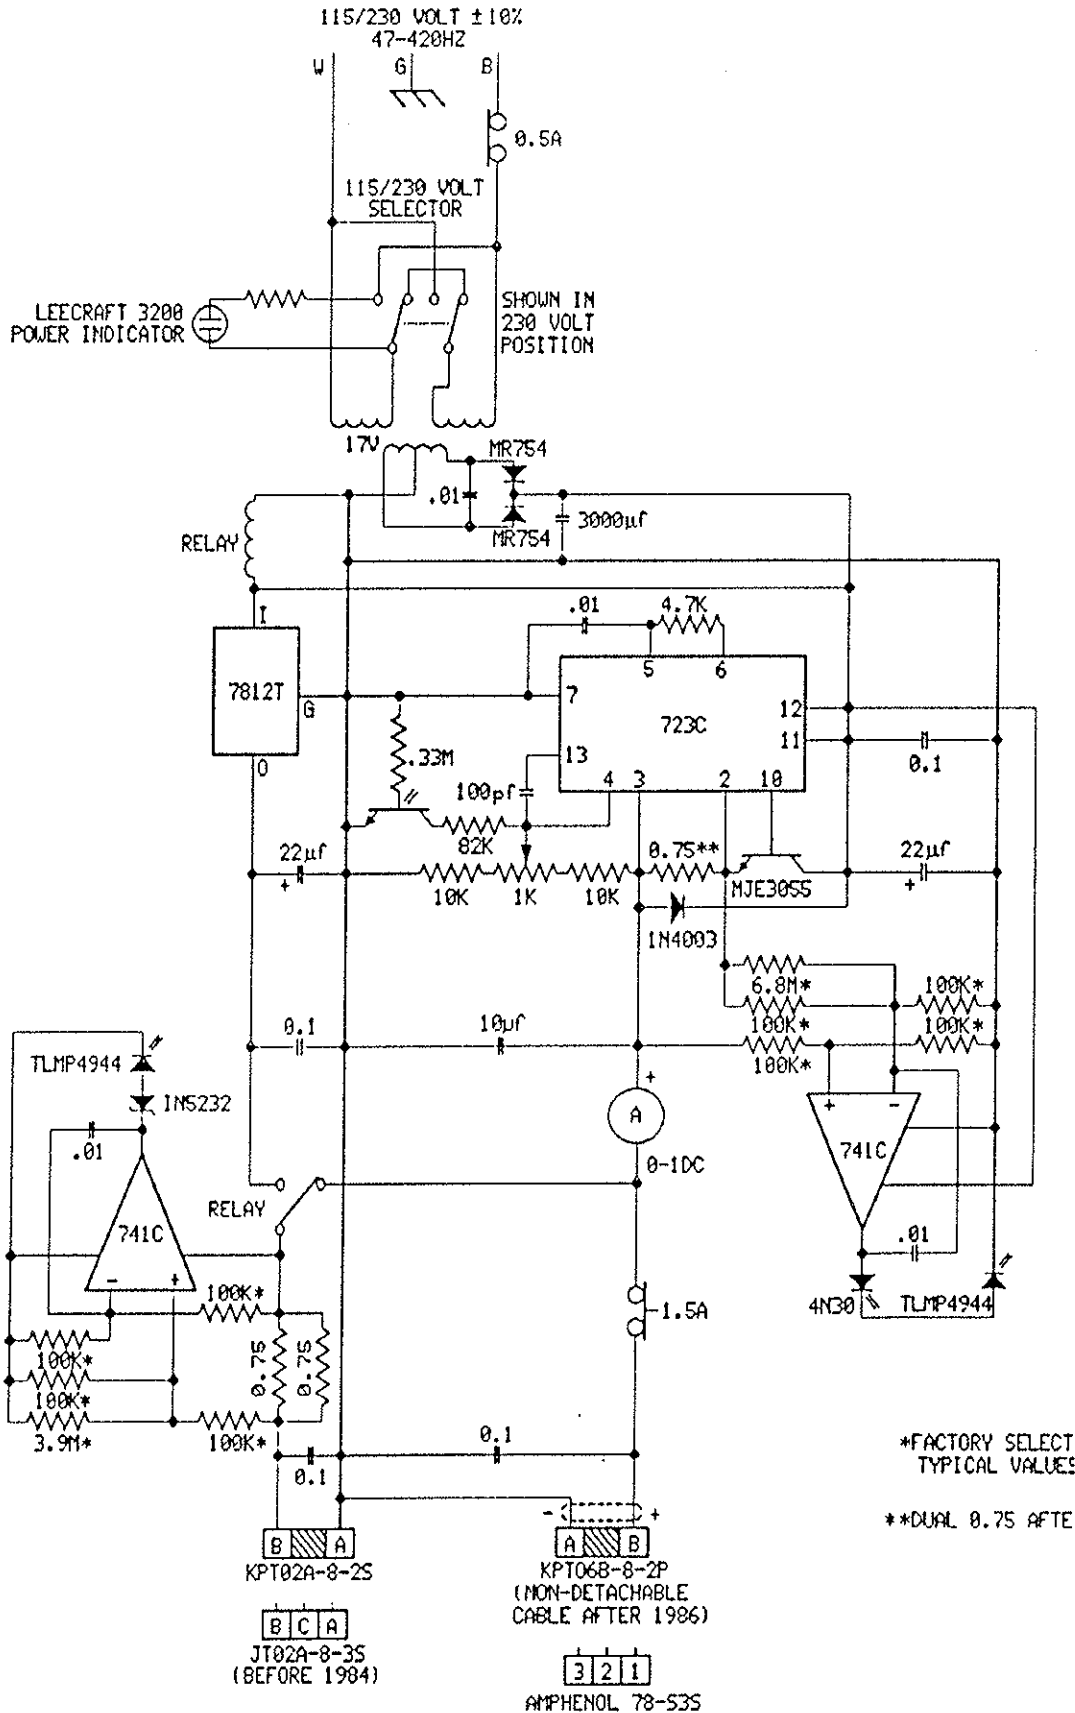 115/230 VOLT ±10%
47-420HZ
W
G
B
0.5A
115/230 VOLT
SELECTOR
LEECRAFT 3200
POWER INDICATOR
SHOWN IN
230 VOLT
POSITION
17V
MR754
.01
3000µf
MR754
RELAY
I
.01
4.7K
5
6
7812T
G
7
12
723C
11
O
.33M
13
0.1
100pf
4
3
2
10
82K
22µf
+
0.75**
22µf
+
10K
1K
10K
MJE3055
1N4003
6.8M*
100K*
100K*
100K*
100K*
0.1
10µf
TLMP4944
+
IN5232
A
+
-
.01
0-1DC
741C
RELAY
741C
.01
-
+
100K*
1.5A
4N30
TLMP4944
100K*
0.75
0.75
100K*
3.9M*
100K*
0.1
0.1
*FACTORY SELECT
TYPICAL VALUES
-
+
**DUAL 0.75 AFTE
B
A
A
B
KPT02A-8-2S
KPT06B-8-2P
(NON-DETACHABLE
CABLE AFTER 1986)
B C A
JT02A-8-3S
(BEFORE 1984)
3 2 1
AMPHENOL 78-S3S